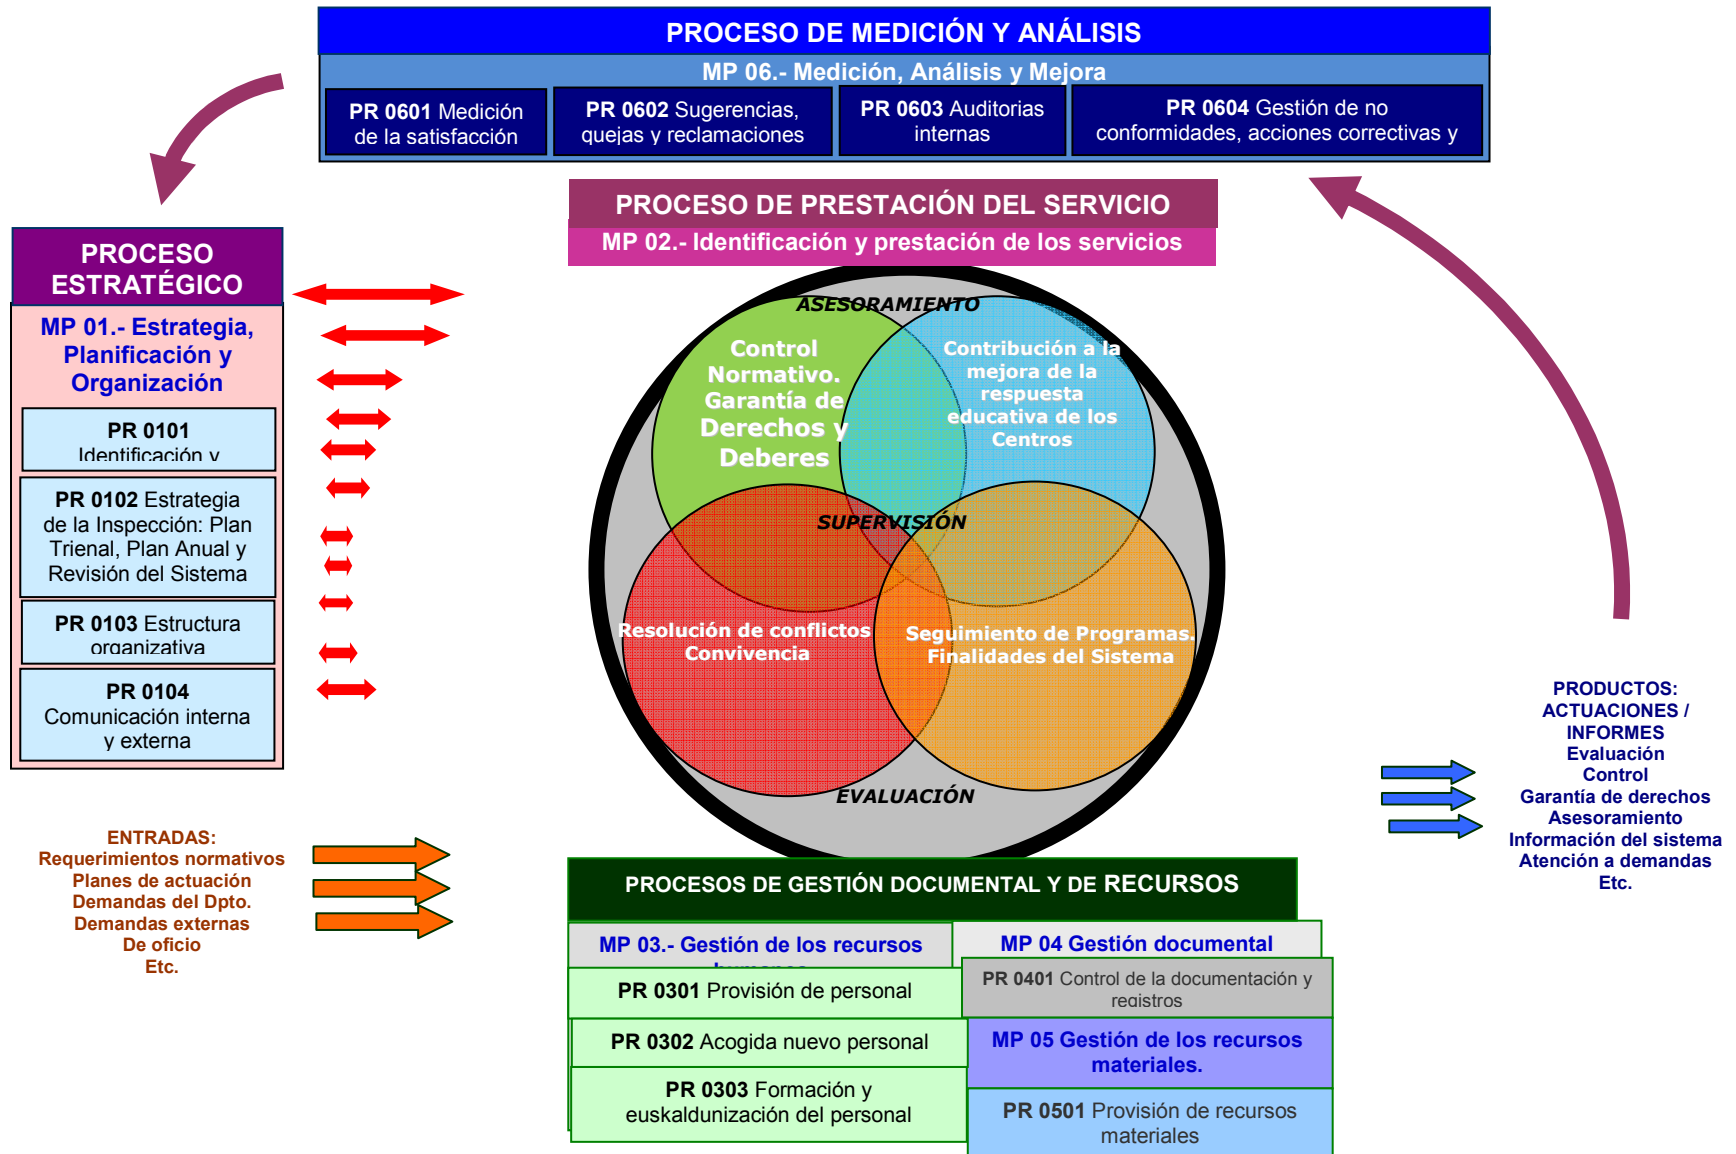 PROCESO DE MEDICIÓN Y ANÁLISIS
MP 06.- Medición, Análisis y Mejora
PR 0601 Medición
de la satisfacción
PR 0602 Sugerencias,
quejas y reclamaciones
PR 0603 Auditorias
internas
PR 0604 Gestión de no
conformidades, acciones correctivas y
PROCESO DE PRESTACIÓN DEL SERVICIO
MP 02.- Identificación y prestación de los servicios
PROCESO
ESTRATÉGICO
MP 01.- Estrategia,
Planificación y
Organización
PR 0101
Identificación y
PR 0102 Estrategia
de la Inspección: Plan
Trienal, Plan Anual y
Revisión del Sistema
PR 0103 Estructura
organizativa
PR 0104
Comunicación interna
y externa
ASESORAMIENTO
Control
Normativo.
Garantía de
Derechos y
Deberes
Contribución a la
mejora de la
respuesta
educativa de los
Centros
SUPERVISIÓN
Resolución de conflictos
Convivencia
Seguimiento de Programas.
Finalidades del Sistema
EVALUACIÓN
ENTRADAS:
Requerimientos normativos
Planes de actuación
Demandas del Dpto.
Demandas externas
De oficio
Etc.
PRODUCTOS:
ACTUACIONES /
INFORMES
Evaluación
Control
Garantía de derechos
Asesoramiento
Información del sistema
Atención a demandas
Etc.
PROCESOS DE GESTIÓN DOCUMENTAL Y DE RECURSOS
MP 03.- Gestión de los recursos
humanos
PR 0301 Provisión de personal
PR 0302 Acogida nuevo personal
PR 0303 Formación y
euskaldunización del personal
MP 04 Gestión documental
PR 0401 Control de la documentación y
registros
MP 05 Gestión de los recursos
materiales.
PR 0501 Provisión de recursos
materiales